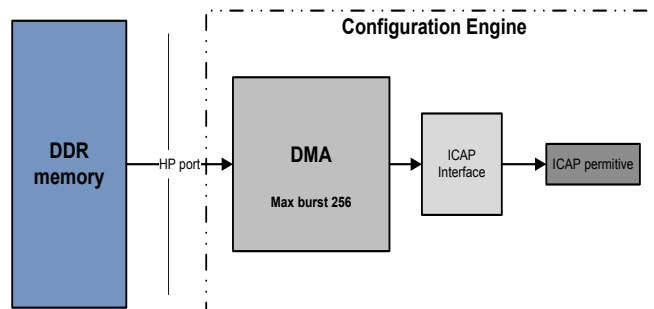 Configuration Engine
DDR
memory
HP port
DMA
Max burst 256
ICAP
Interface
ICAP permitive